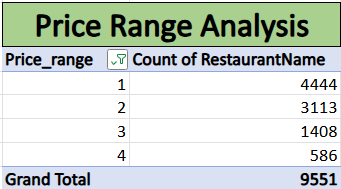 Price Range Analysis
Price_range Count of RestaurantName
1 4444
2 3113
3 1408
4 586
Grand Total 9551